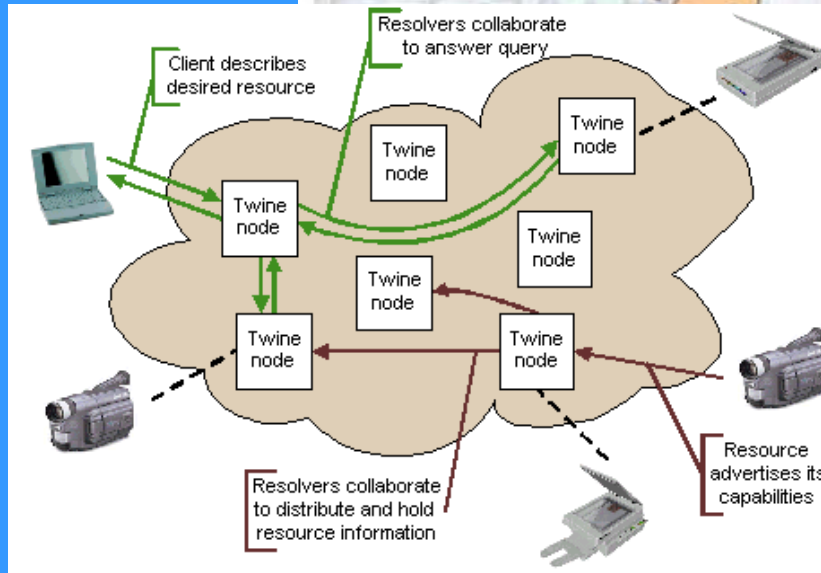 Resolvers collaborate
to answer query
Client describes
desired resource
Twine
node
Twine
node
Twine
node
Twine
node
Twine
node
Twine
node
Twine
node
Resolvers collaborate
to distribute and hold
resource information
Resource
advertises its
capabilities